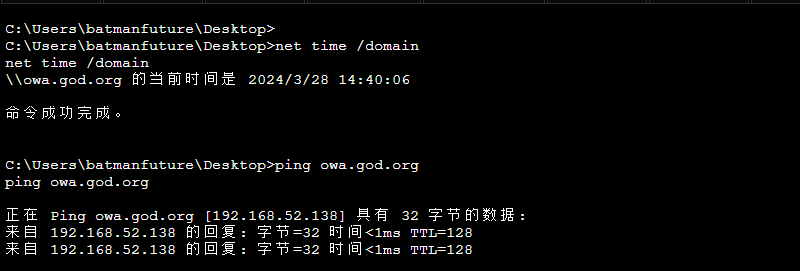 C:\Users\batmanfuture\Desktop>
C:\Users\batmanfuture\Desktop>net time /domain
net time /domain
\\owa.god.org 的当前时间是 2024/3/28 14:40:06
命令成功完成。
C:\Users\batmanfuture\Desktop>ping owa.god.org
ping owa.god.org
正在 Ping owa.god.org [192.168.52.138] 具有 32 字节的数据:
来自 192.168.52.138 的回复: 字节=32 时间<1ms TTL=128
来自 192.168.52.138 的回复: 字节=32 时间<1ms TTL=128